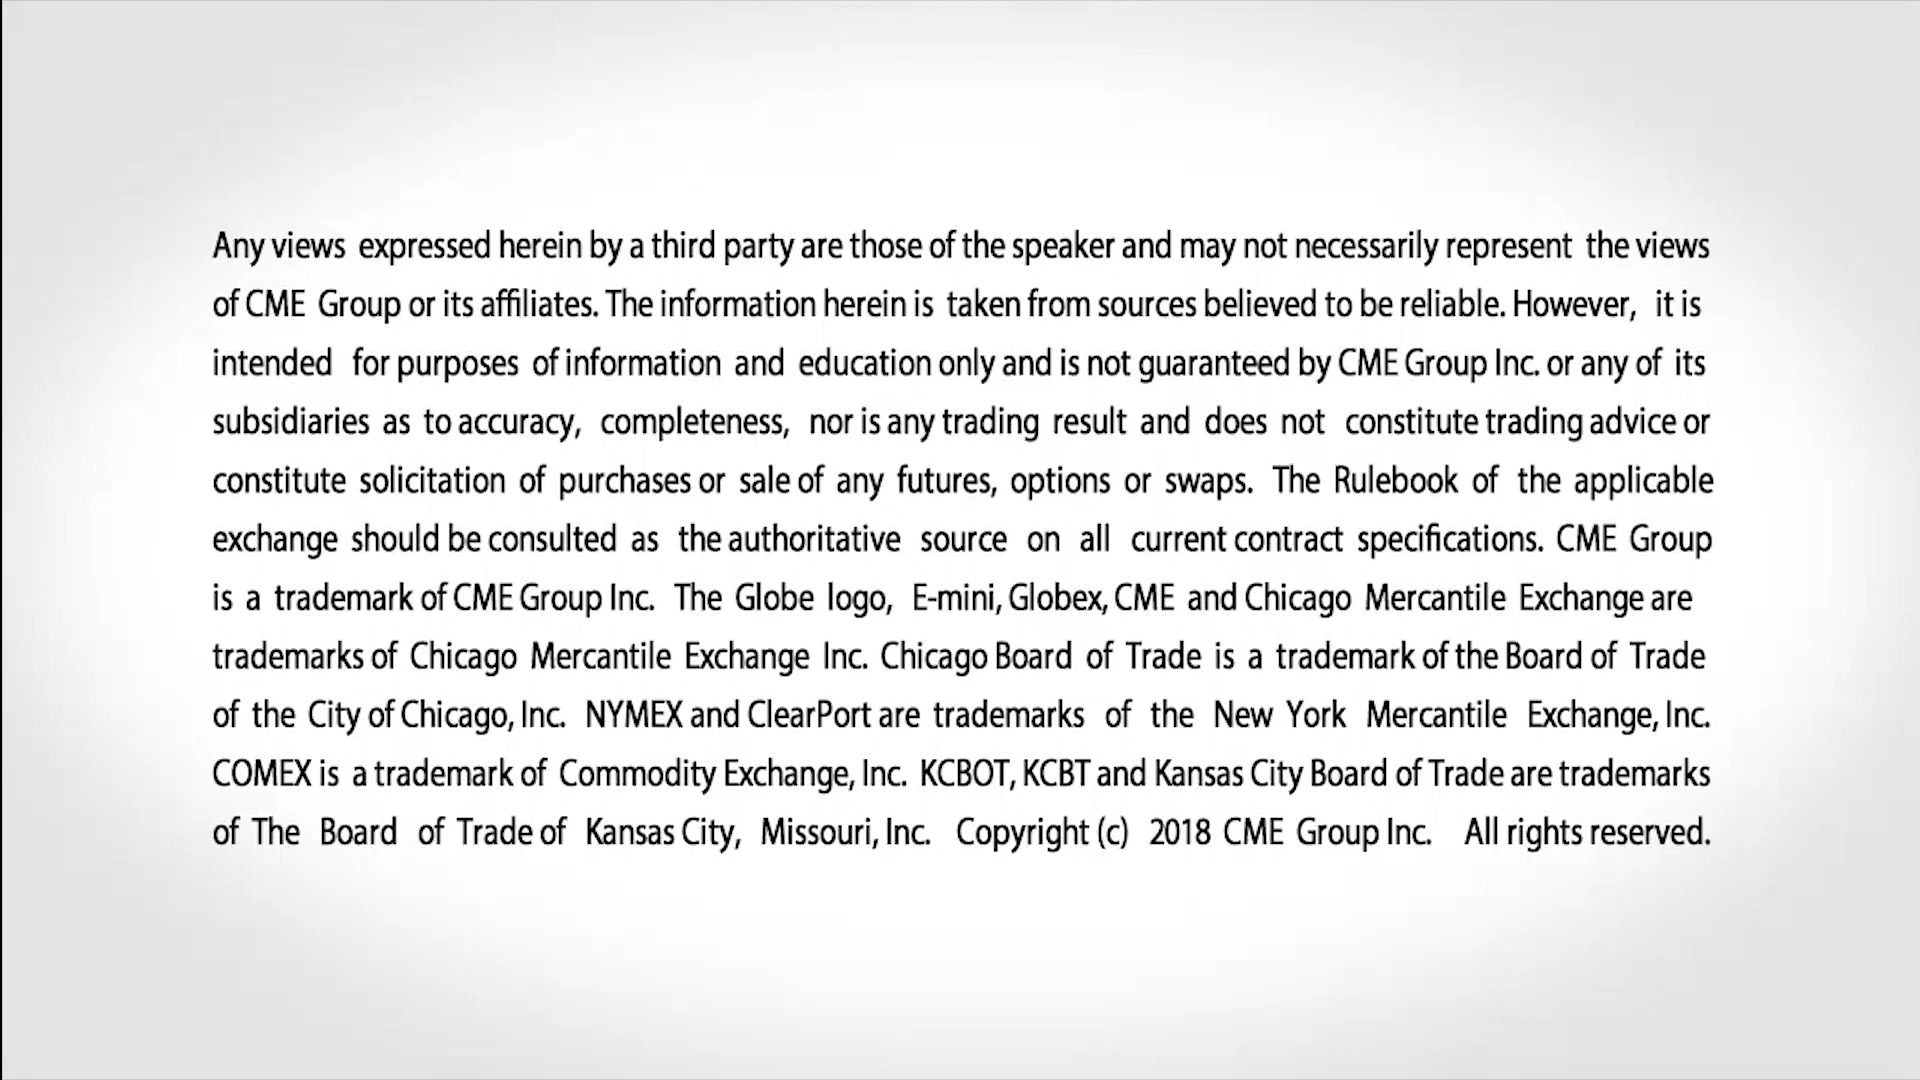 Any views expressed herein by a third party are those of the speaker and may not necessarily represent the views
of CME Group or its affiliates. The information herein is taken from sources believed to be reliable. However, it is
intended for purposes of information and education only and is not guaranteed by CME Group Inc. or any of its
subsidiaries as to accuracy, completeness, nor is any trading result and does not constitute trading advice or
constitute solicitation of purchases or sale of any futures, options or swaps. The Rulebook of the applicable
exchange should be consulted as the authoritative source on all current contract specifications. CME Group
is a trademark of CME Group Inc. The Globe logo, E-mini, Globex, CME and Chicago Mercantile Exchange are
trademarks of Chicago Mercantile Exchange Inc. Chicago Board of Trade is a trademark of the Board of Trade
of the City of Chicago, Inc. NYMEX and ClearPort are trademarks of the New York Mercantile Exchange, Inc.
COMEX is a trademark of Commodity Exchange, Inc. KCBOT, KCBT and Kansas City Board of Trade are trademarks
of The Board of Trade of Kansas City, Missouri, Inc. Copyright (c) 2018 CME Group Inc. All rights reserved.